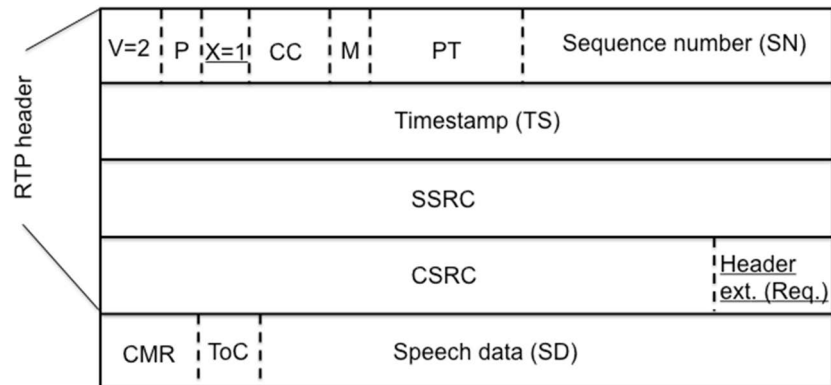 RTP header
V=2 P X=1 CC M PT Sequence number (SN)
Timestamp (TS)
SSRC
CSRC Header
ext. (Req.)
CMR ToC Speech data (SD)